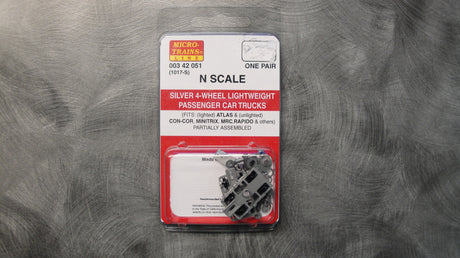 MICRO-
TRAINS®
LINE
003 42 051
(1017-S)
ONE PAIR
N SCALE
SILVER 4-WHEEL LIGHTWEIGHT
PASSENGER CAR TRUCKS
(FITS: (lighted) ATLAS & (unlighted)
CON-COR, MINITRIX, MRC, RAPIDO & others)
PARTIALLY ASSEMBLED
Made